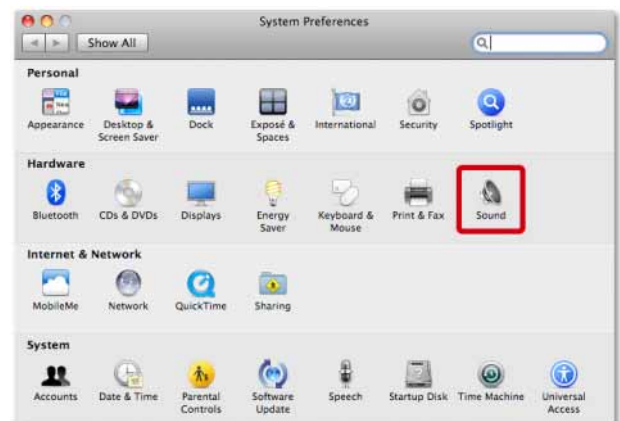 System Preferences
Show All
Personal
Appearance
Desktop &
Screen Saver
Dock
Exposé &
Spaces
International
Security
Spotlight
Hardware
Bluetooth
CDs & DVDs
Displays
Energy
Saver
Keyboard &
Mouse
Print & Fax
Sound
Internet & Network
MobileMe
Network
QuickTime
Sharing
System
Accounts
Date & Time
Parental
Controls
Software
Update
Speech
Startup Disk
Time Machine
Universal
Access